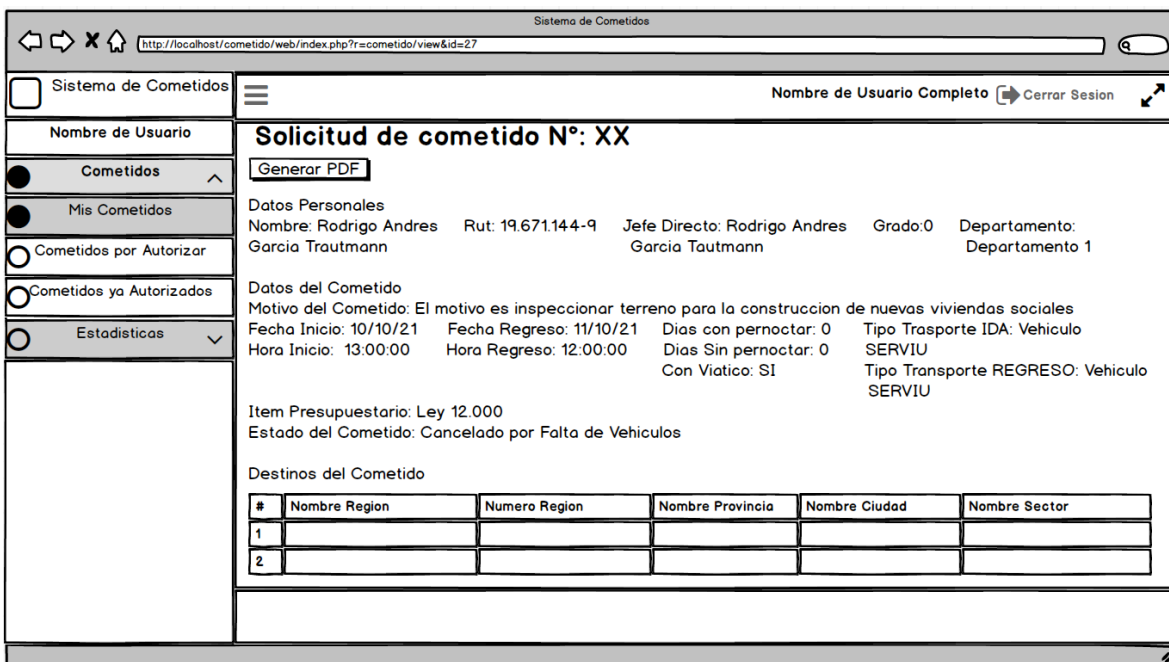 Sistema de Cometidos
http://localhost/cometido/web/index.php?r=cometido/view&id=27
Sistema de Cometidos
Nombre de Usuario Completo Cerrar Sesion
Nombre de Usuario
Cometidos
Mis Cometidos
Cometidos por Autorizar
Cometidos ya Autorizados
Estadisticas
Solicitud de cometido N°: XX
Generar PDF
Datos Personales
Nombre: Rodrigo Andres Rut: 19.671.144-9 Jefe Directo: Rodrigo Andres Grado:0 Departamento:
Garcia Trautmann Garcia Tautmann Departamento 1
Datos del Cometido
Motivo del Cometido: El motivo es inspeccionar terreno para la construccion de nuevas viviendas sociales
Fecha Inicio: 10/10/21 Fecha Regreso: 11/10/21 Dias con pernoctar: 0 Tipo Trasporte IDA: Vehiculo
Hora Inicio: 13:00:00 Hora Regreso: 12:00:00 Dias Sin pernoctar: 0 SERVIU
Con Viatico: SI Tipo Transporte REGRESO: Vehiculo
SERVIU
Item Presupuestario: Ley 12.000
Estado del Cometido: Cancelado por Falta de Vehiculos
Destinos del Cometido
# Nombre Region Numero Region Nombre Provincia Nombre Ciudad Nombre Sector
1
2